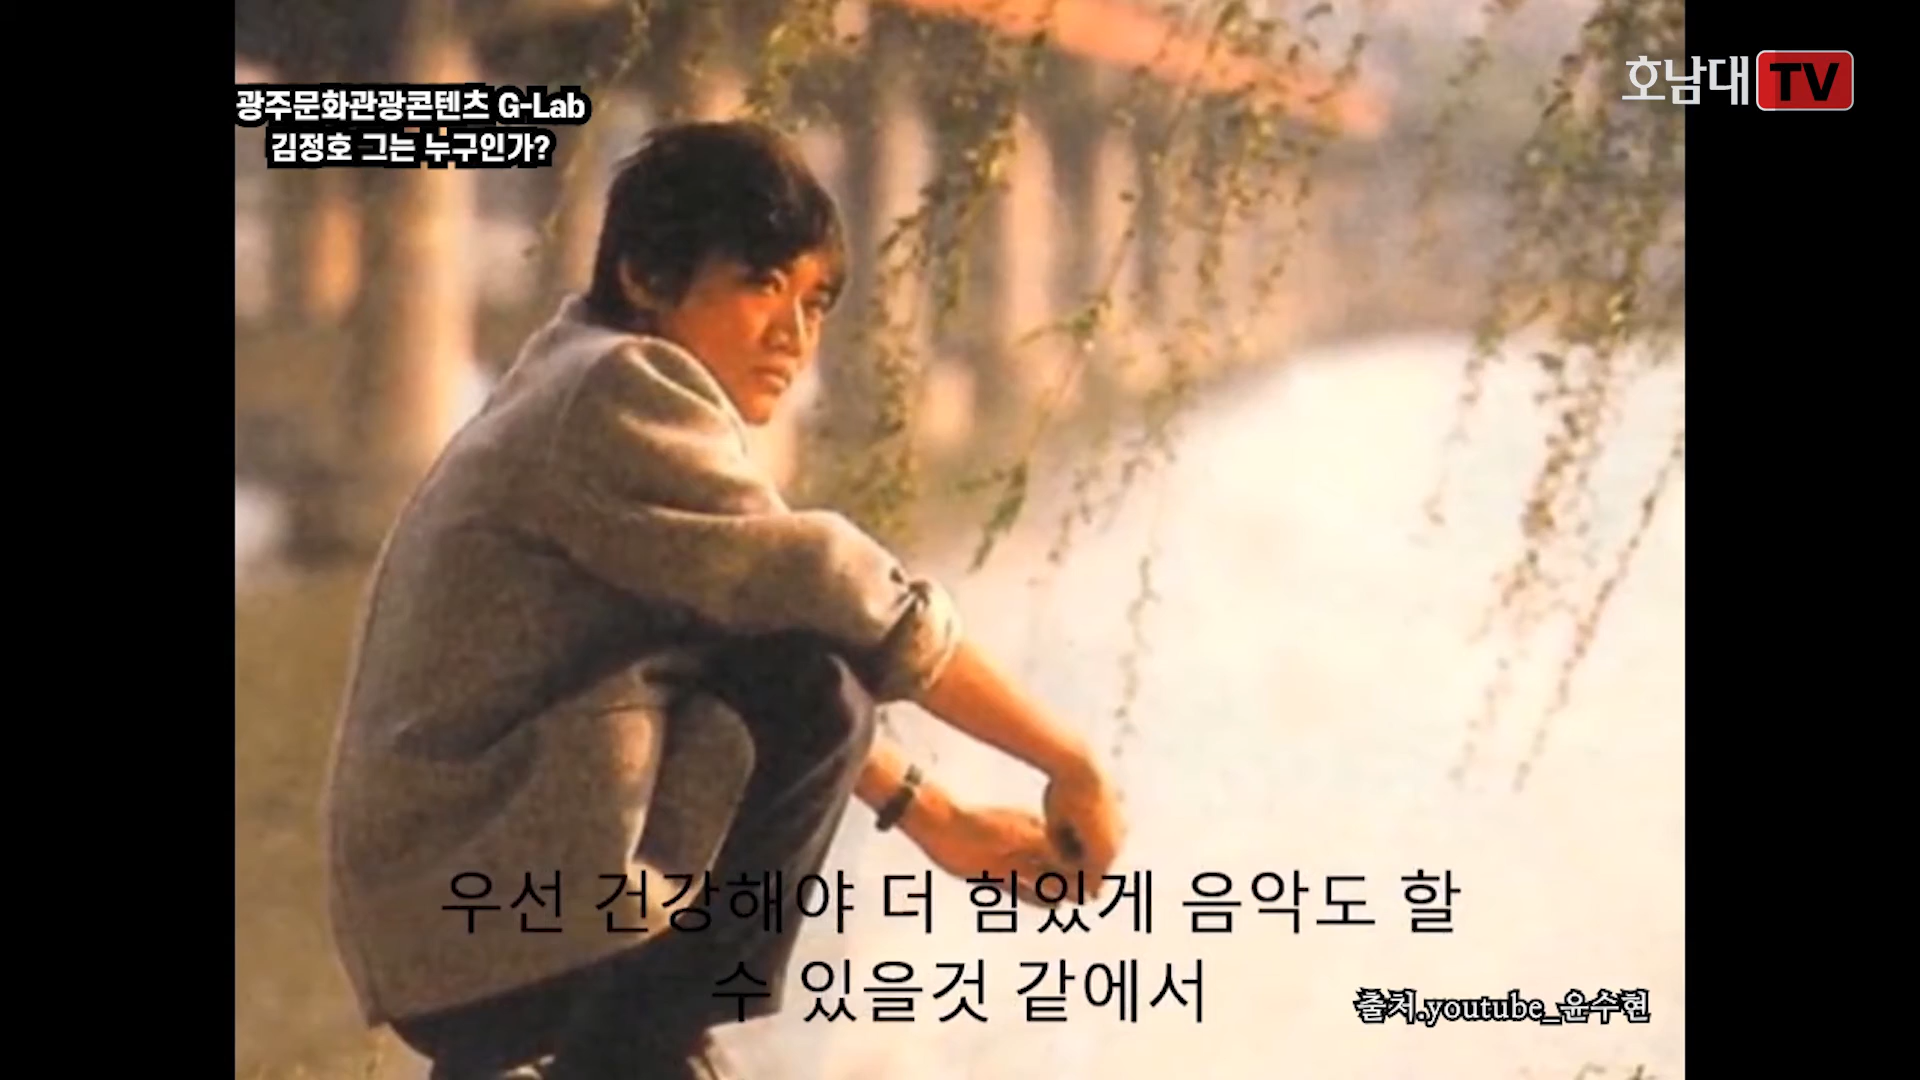 호남대 TV
광주문화관광콘텐츠 G-Lab
김정호 그는 누구인가?
우선 건강해야 더 힘있게 음악도 할
수 있을것 같에서
출처.youtube_윤수현